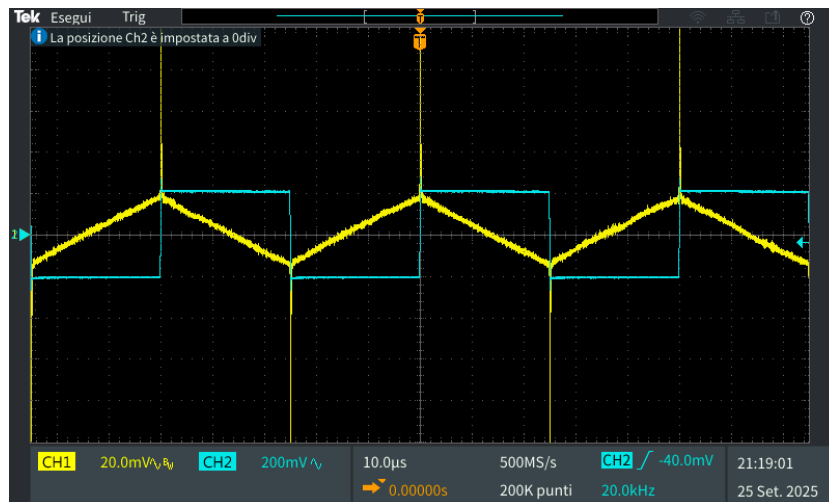 Tek Esegui Trig
La posizione Ch2 è impostata a 0div
CH1 20.0mV BW CH2 200mV 10.0µs 500MS/s CH2 -40.0mV 21:19:01
0.00000s 200K punti 20.0kHz 25 Set. 2025